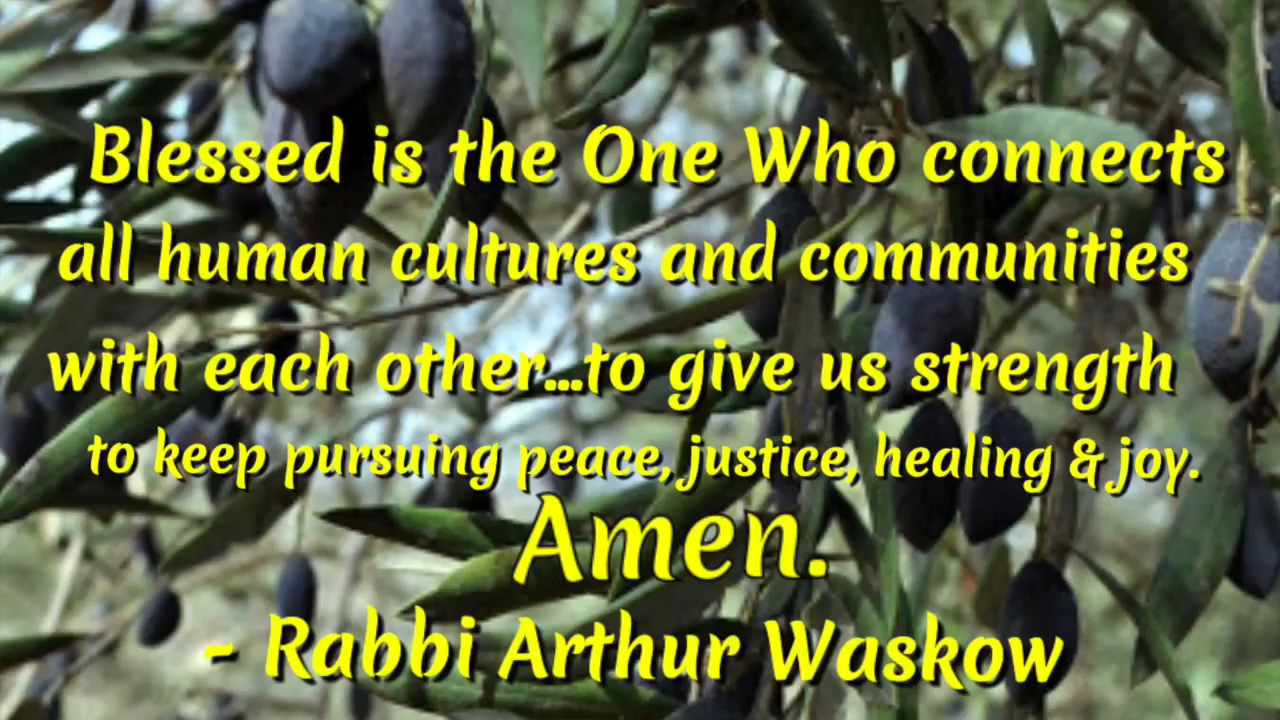 Blessed is the One Who connects
all human cultures and communities
with each other...to give us strength
to keep pursuing peace, justice, healing & joy.
Amen.
- Rabbi Arthur Waskow